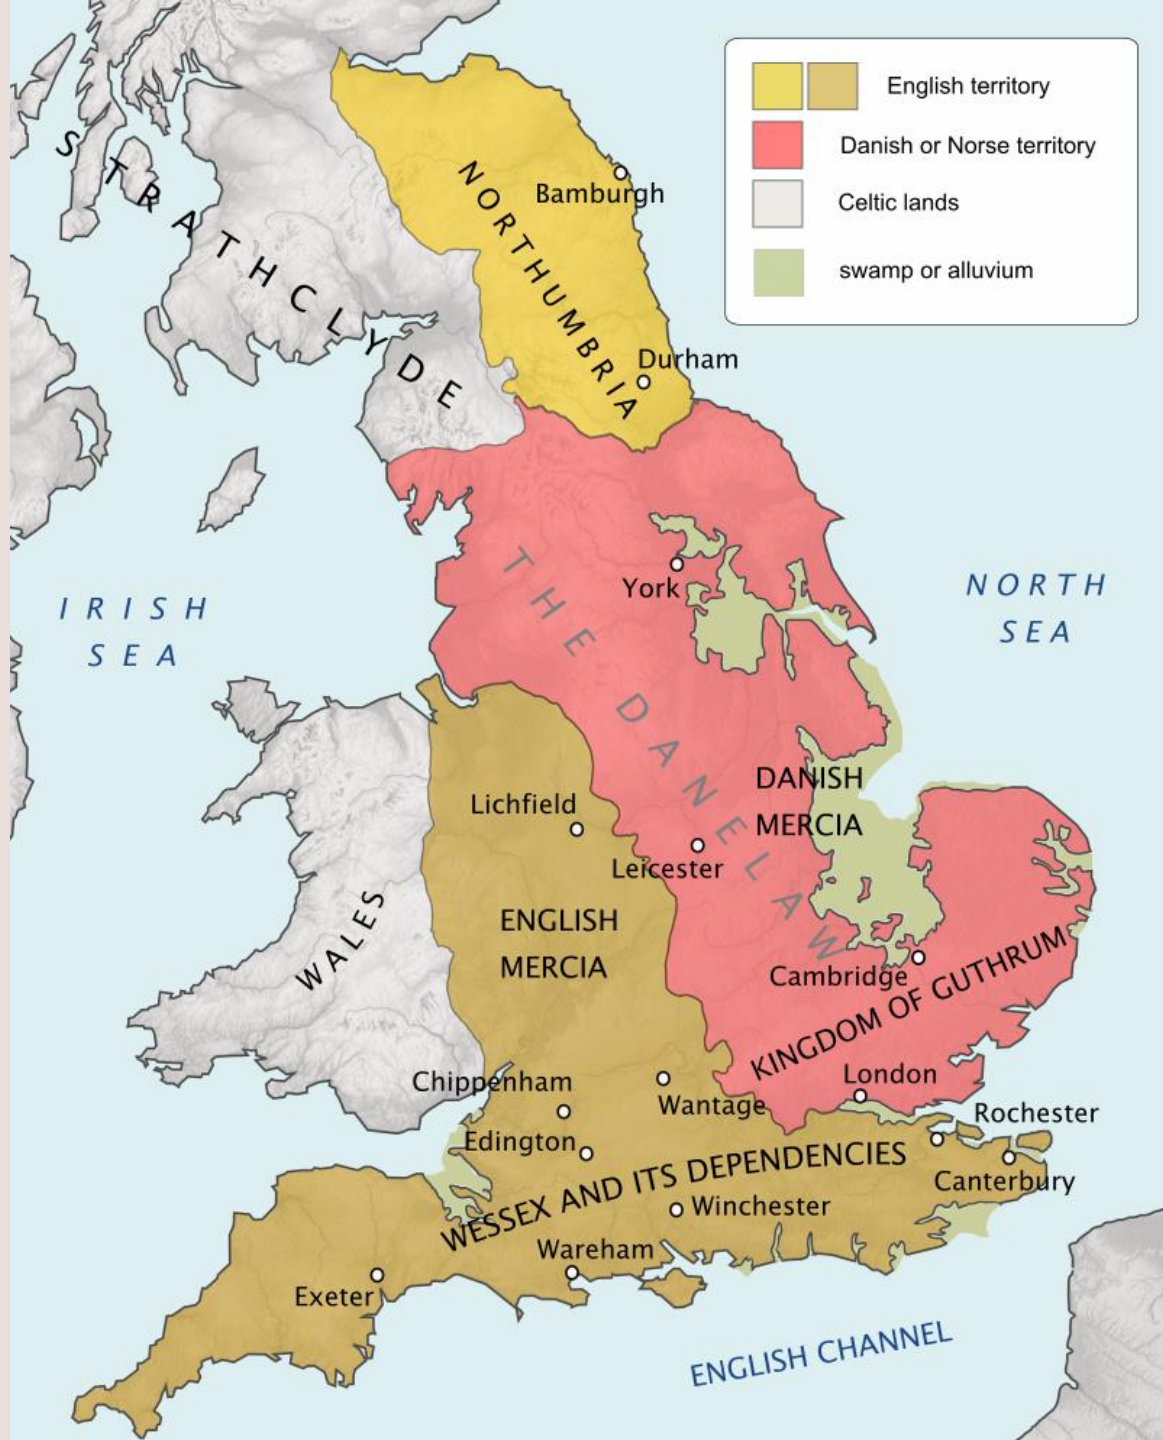 English territory
Danish or Norse territory
Celtic lands
swamp or alluvium
STRATHCLYDE
NORTHUMBRIA
Bamburgh
Durham
THE DANELAW
York
IRISH
SEA
NORTH
SEA
DANISH
MERCIA
Lichfield
Leicester
ENGLISH
MERCIA
WALES
Cambridge
KINGDOM OF GUTHRUM
Chippenham
London
Wantage
Rochester
Edington
WESSEX AND ITS DEPENDENCIES
Canterbury
Winchester
Wareham
Exeter
ENGLISH CHANNEL